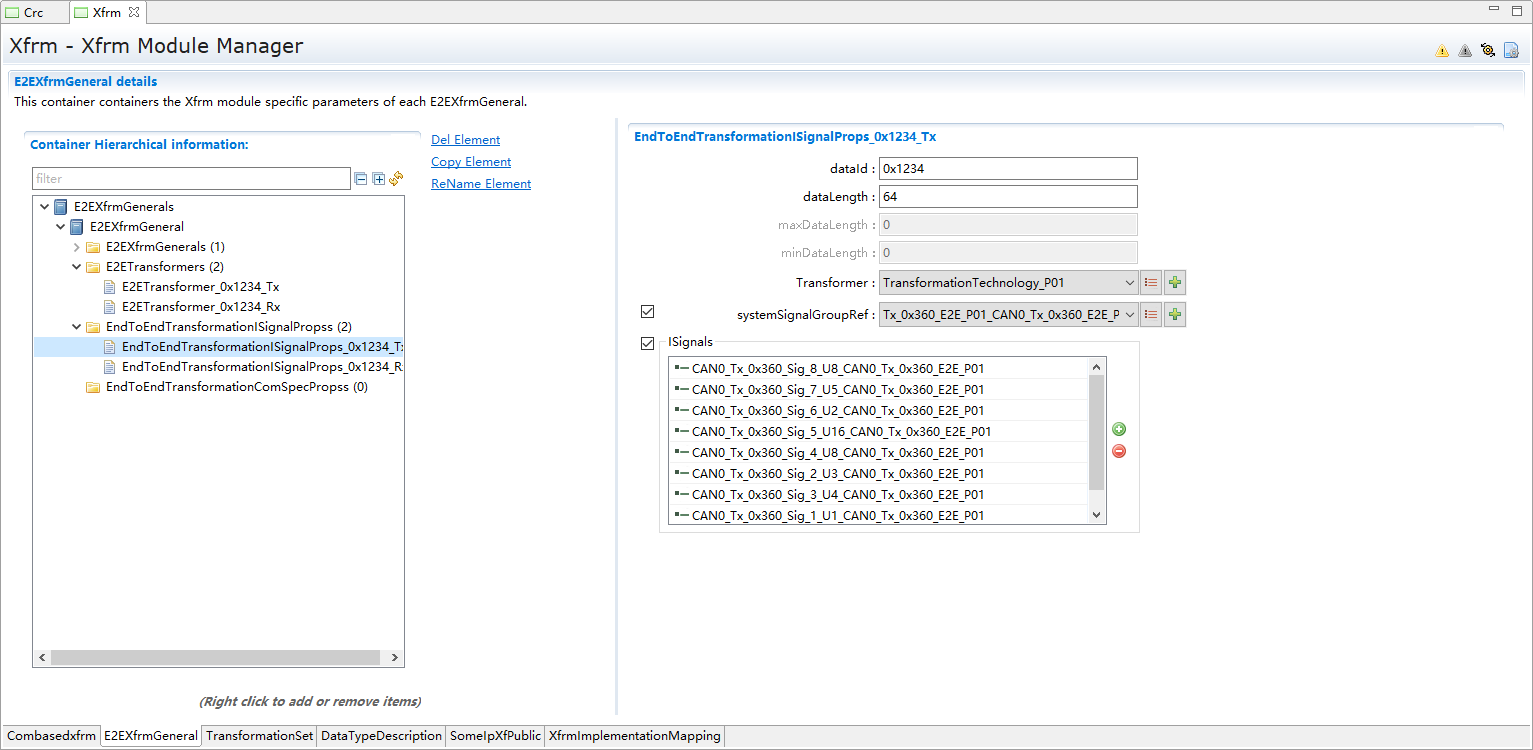 Crc
Xfrm
Xfrm - Xfrm Module Manager
E2EXfrmGeneral details
This container containers the Xfrm module specific parameters of each E2EXfrmGeneral.
Container Hierarchical information:
filter
E2EXfrmGenerals
E2EXfrmGeneral
E2EXfrmGenerals (1)
E2ETransformers (2)
E2ETransformer_0x1234_Tx
E2ETransformer_0x1234_Rx
EndToEndTransformationISignalPropss (2)
EndToEndTransformationISignalProps_0x1234_T
EndToEndTransformationISignalProps_0x1234_R
EndToEndTransformationComSpecPropss (0)
(Right click to add or remove items)
Del Element
Copy Element
ReName Element
EndToEndTransformationISignalProps_0x1234_Tx
dataId : 0x1234
dataLength : 64
maxDataLength : 0
minDataLength : 0
Transformer : TransformationTechnology_P01
systemSignalGroupRef : Tx_0x360_E2E_P01_CAN0_Tx_0x360_E2E_P
ISignals
CAN0_Tx_0x360_Sig_8_U8_CAN0_Tx_0x360_E2E_P01
CAN0_Tx_0x360_Sig_7_U5_CAN0_Tx_0x360_E2E_P01
CAN0_Tx_0x360_Sig_6_U2_CAN0_Tx_0x360_E2E_P01
CAN0_Tx_0x360_Sig_5_U16_CAN0_Tx_0x360_E2E_P01
CAN0_Tx_0x360_Sig_4_U8_CAN0_Tx_0x360_E2E_P01
CAN0_Tx_0x360_Sig_2_U3_CAN0_Tx_0x360_E2E_P01
CAN0_Tx_0x360_Sig_3_U4_CAN0_Tx_0x360_E2E_P01
CAN0_Tx_0x360_Sig_1_U1_CAN0_Tx_0x360_E2E_P01
Combasedxfrm
E2EXfrmGeneral
TransformationSet
DataTypeDescription
SomeIpXfPublic
XfrmImplementationMapping